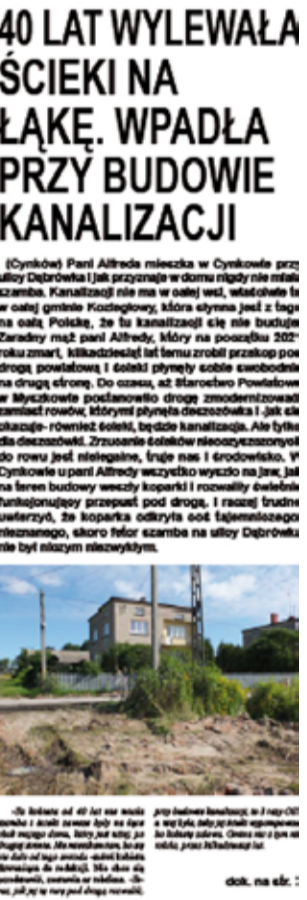 40 LAT WYLEWAŁA
ŚCIEKI NA
ŁĄKĘ. WPADŁA
PRZY BUDOWIE
KANALIZACJI
(Cynków) Pani Alfreda mieszka w Cynkowie przy
ulicy Dąbrówka i jak przyznaje w domu nigdy nie miała
szamba. Kanalizacji nie ma w całej wsi, właściwie to
w całej gminie Koziegłowy, która słynna jest z tego
na całą Polskę, że tu kanalizacji się nie buduje.
Zaradny mąż pani Alfredy, który na początku 202
roku zmarł, kilkadziesiąt lat temu zrobił przekop pod
drogą powiatową i ścieki płynęły sobie swobodnie
na drugą stronę. Do czasu, aż Starostwo Powiatowe
w Myszkowie postanowiło drogę zmodernizować
zamiast rowów, którymi płynęła deszczówka i -jak się
okazuje- również ścieki, będzie kanalizacja. Ale tylko
dla deszczówki. Zrzucanie ścieków nieoczyszczonych
do rowu jest nielegalne, truje nas i środowisko. W
Cynkowie u pani Alfredy wszystko wyszło na jaw, jak
na teren budowy weszły koparki i rozwaliły świetnie
funkcjonujący przepust pod drogą. I raczej trudno
uwierzyć, że koparka odkryła coś tajemniczego
nieznanego, skoro fetor szamba na ulicy Dąbrówka
nie był niczym niezwykłym.
dok. na str.